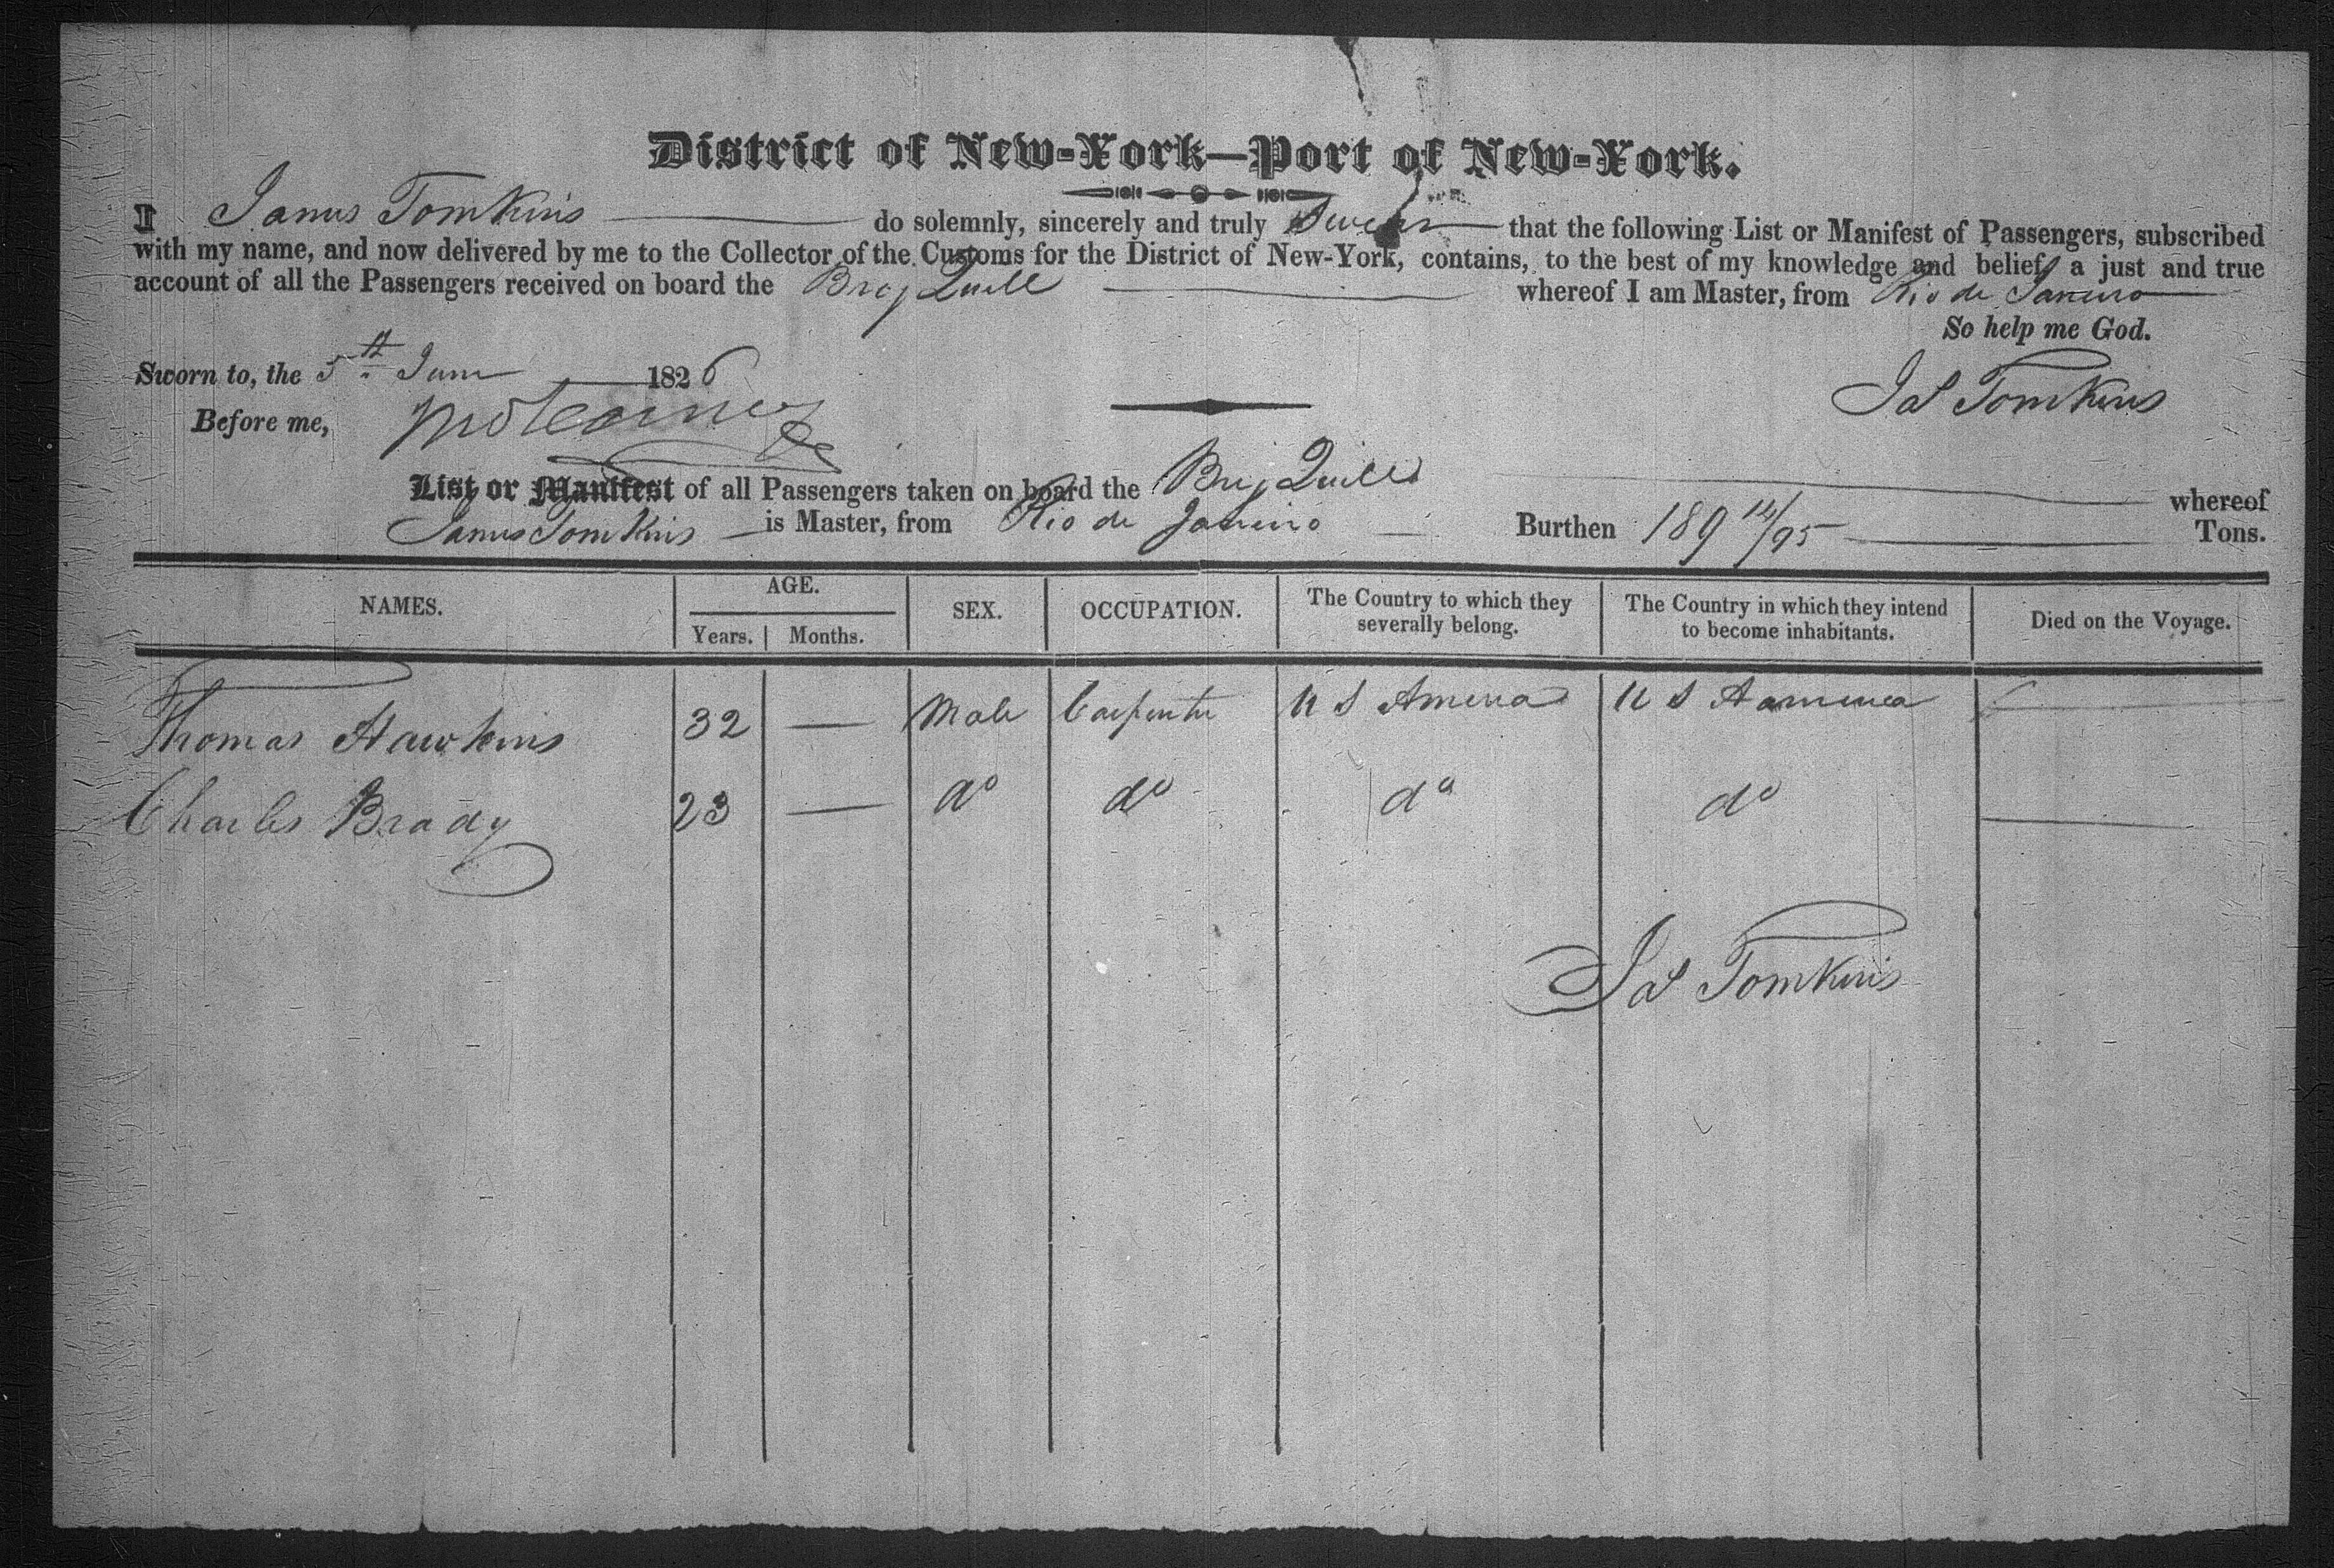 District of New-York—Port of New-York.
I James Tomkins do solemnly, sincerely and truly Swear that the following List or Manifest of Passengers, subscribed
with my name, and now delivered by me to the Collector of the Customs for the District of New-York, contains, to the best of my knowledge and belief, a just and true
account of all the Passengers received on board the Brig Quill whereof I am Master, from Rio de Janeiro
So help me God.
Sworn to, the 5th June 1826
Jas Tomkins
Before me,
List or Manifest of all Passengers taken on board the Brig Quill whereof
James Tomkins is Master, from Rio de Janeiro Burthen 189 14/95 Tons.
NAMES. AGE. SEX. OCCUPATION. The Country to which they severally belong. The Country in which they intend to become inhabitants. Died on the Voyage.
Years. Months.
Thomas Hawkins 32 — Male Carpenter U S America U S America —
Charles Brady 23 — do do do do —
Jas Tomkins